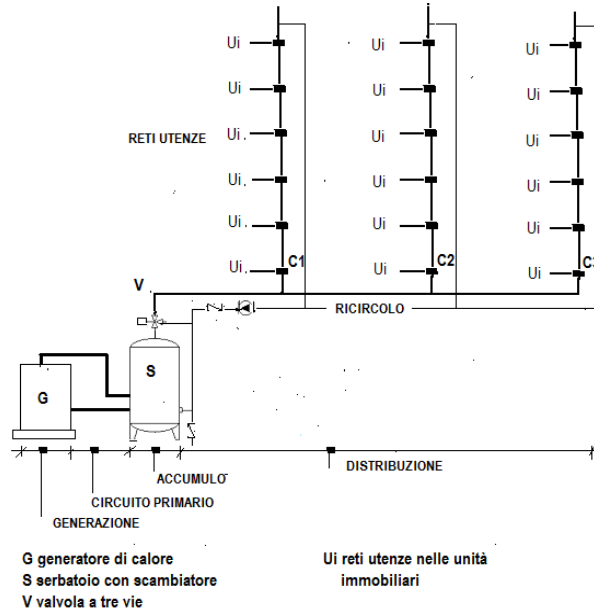 Ui Ui Ui
Ui Ui Ui
RETI UTENZE Ui. Ui Ui
Ui. Ui Ui
Ui. Ui Ui
Ui. C1 Ui C2 Ui C3
V
RICIRCOLO
S
G
ACCUMULO
DISTRIBUZIONE
CIRCUITO PRIMARIO
GENERAZIONE
G generatore di calore
S serbatoio con scambiatore
V valvola a tre vie
Ui reti utenze nelle unità
immobiliari